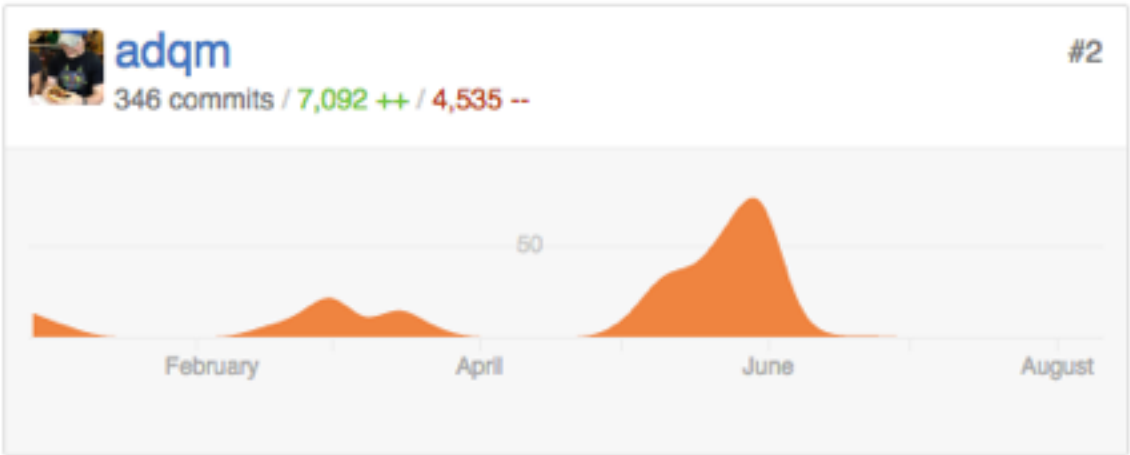 adqm
#2
346 commits / 7,092 ++ / 4,535 --
50
February April June August